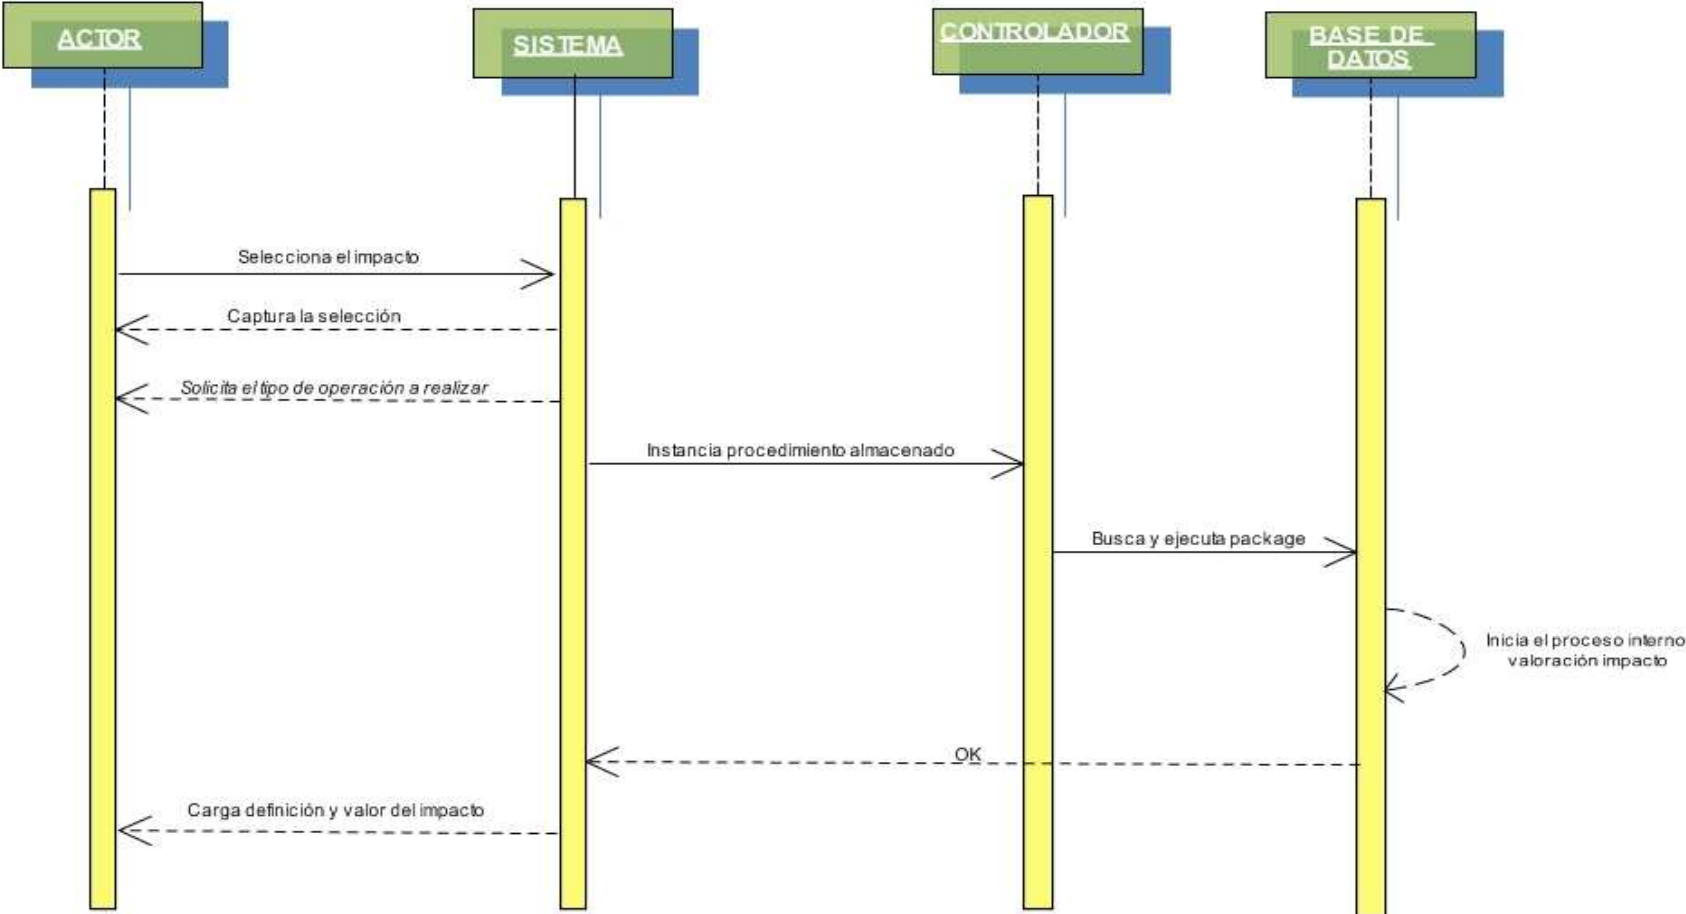 ACTOR
SISTEMA
CONTROLADOR
BASE DE
DATOS
Selecciona el impacto
Captura la selección
Solicita el tipo de operación a realizar
Instancia procedimiento almacenado
Busca y ejecuta package
Inicia el proceso interno
valoración impacto
OK
Carga definición y valor del impacto